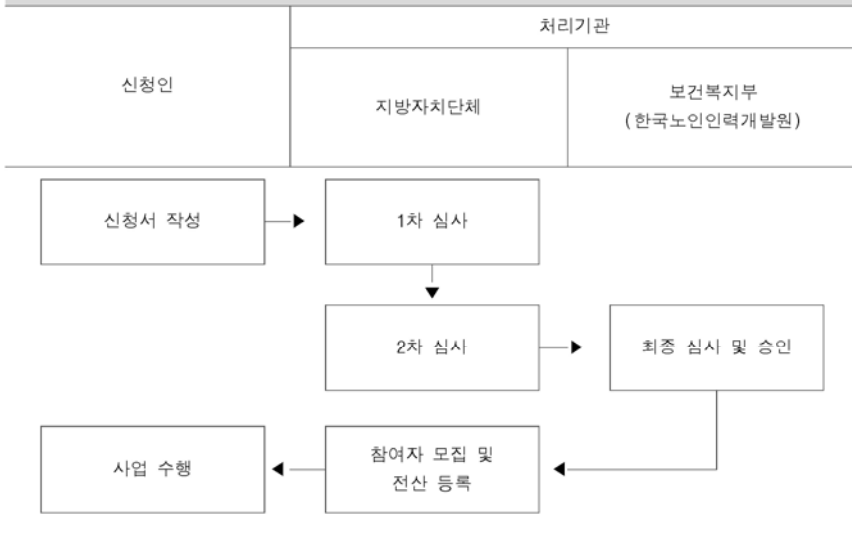 처리기관
신청인
지방자치단체
보건복지부
(한국노인인력개발원)
신청서 작성
1차 심사
2차 심사
최종 심사 및 승인
사업 수행
참여자 모집 및
전산 등록